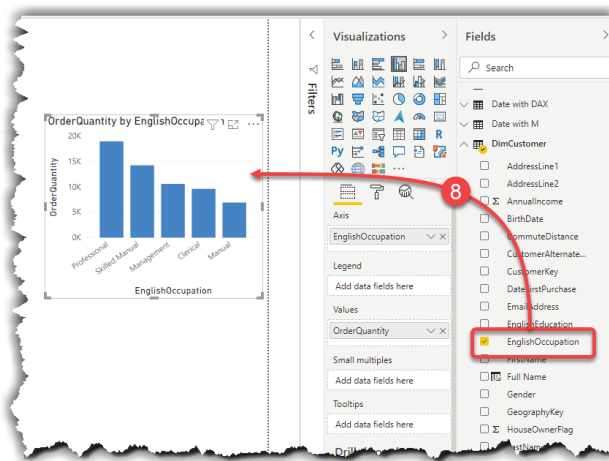 OrderQuantity by EnglishOccupa
20K
15K
10K
5K
0K
OrderQuantity
Professional
Skilled Manual
Management
Clerical
Manual
EnglishOccupation
Filters
Visualizations
R
Py
Axis
EnglishOccupation
Legend
Add data fields here
Values
OrderQuantity
Small multiples
Add data fields here
Tooltips
Add data fields here
8
Fields
Search
Date with DAX
Date with M
DimCustomer
AddressLine1
AddressLine2
Σ AnnualIncome
BirthDate
CommuteDistance
CustomerAlternate...
CustomerKey
DateFirstPurchase
EmailAddress
EnglishEducation
EnglishOccupation
FirstName
Full Name
Gender
GeographyKey
Σ HouseOwnerFlag